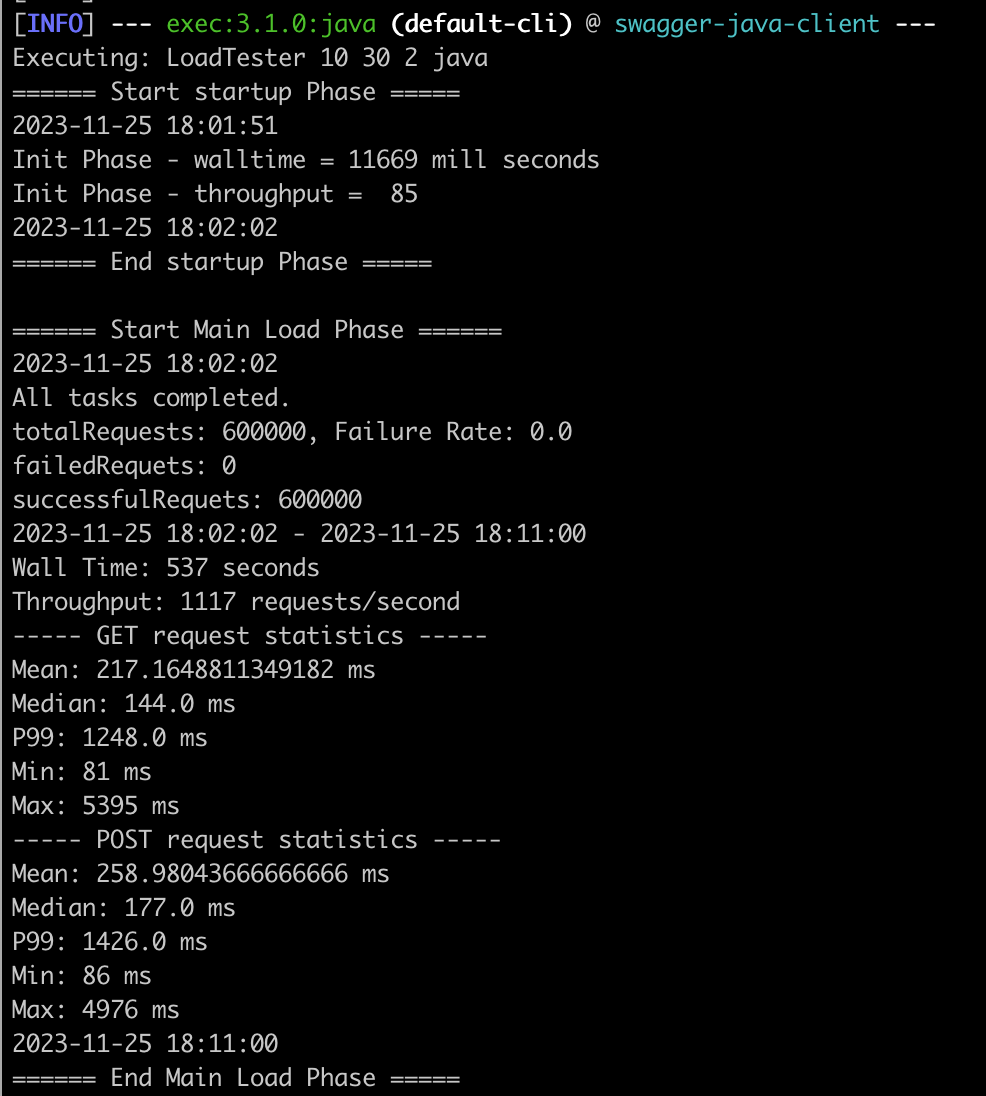 [INFO] --- exec:3.1.0:java (default-cli) @ swagger-java-client ---
Executing: LoadTester 10 30 2 java
====== Start startup Phase =====
2023-11-25 18:01:51
Init Phase - walltime = 11669 mill seconds
Init Phase - throughput =  85
2023-11-25 18:02:02
====== End startup Phase =====

====== Start Main Load Phase ======
2023-11-25 18:02:02
All tasks completed.
totalRequests: 600000, Failure Rate: 0.0
failedRequets: 0
successfulRequets: 600000
2023-11-25 18:02:02 - 2023-11-25 18:11:00
Wall Time: 537 seconds
Throughput: 1117 requests/second
----- GET request statistics -----
Mean: 217.1648811349182 ms
Median: 144.0 ms
P99: 1248.0 ms
Min: 81 ms
Max: 5395 ms
----- POST request statistics -----
Mean: 258.98043666666666 ms
Median: 177.0 ms
P99: 1426.0 ms
Min: 86 ms
Max: 4976 ms
2023-11-25 18:11:00
====== End Main Load Phase =====